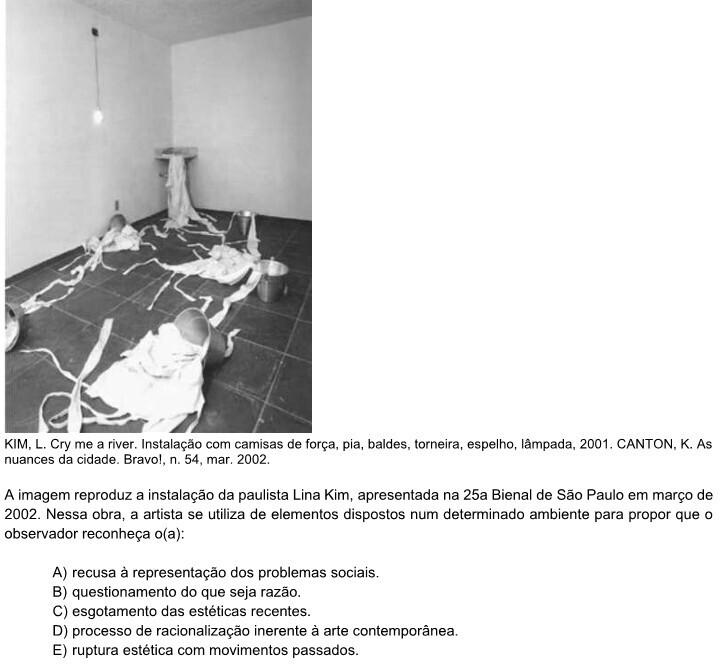 KIM, L. Cry me a river. Instalação com camisas de força, pia, baldes, torneira, espelho, lâmpada, 2001. CANTON, K. As
nuances da cidade. Bravo!, n. 54, mar. 2002.
A imagem reproduz a instalação da paulista Lina Kim, apresentada na 25a Bienal de São Paulo em março de
2002. Nessa obra, a artista se utiliza de elementos dispostos num determinado ambiente para propor que o
observador reconheça o(a):
A) recusa à representação dos problemas sociais.
B) questionamento do que seja razão.
C) esgotamento das estéticas recentes.
D) processo de racionalização inerente à arte contemporânea.
E) ruptura estética com movimentos passados.